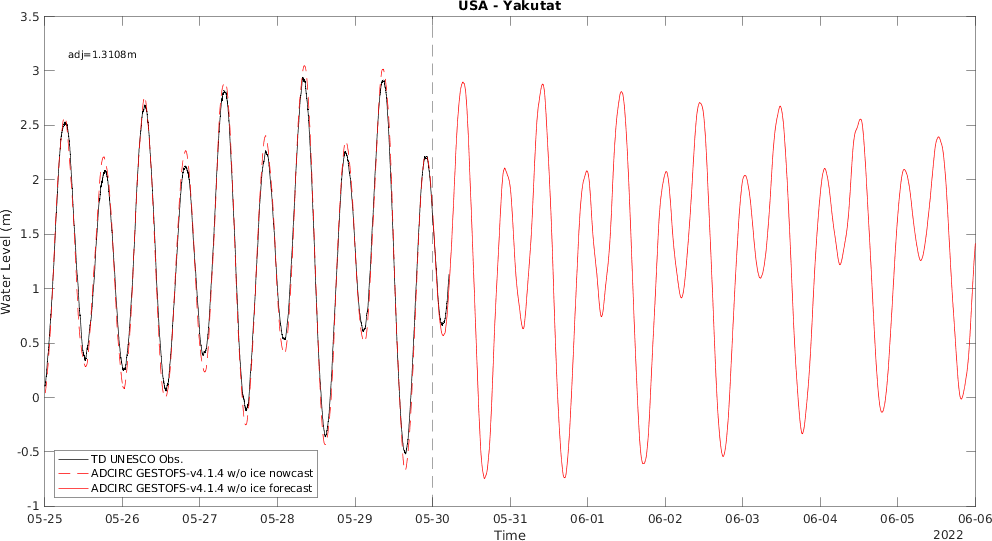 USA - Yakutat
adj=1.3108m
Water Level (m)
3.5
3
2.5
2
1.5
1
0.5
0
-0.5
-1
TD UNESCO Obs.
ADCIRC GESTOFS-v4.1.4 w/o ice nowcast
ADCIRC GESTOFS-v4.1.4 w/o ice forecast
05-25 05-26 05-27 05-28 05-29 05-30 05-31 06-01 06-02 06-03 06-04 06-05 06-06
Time
2022